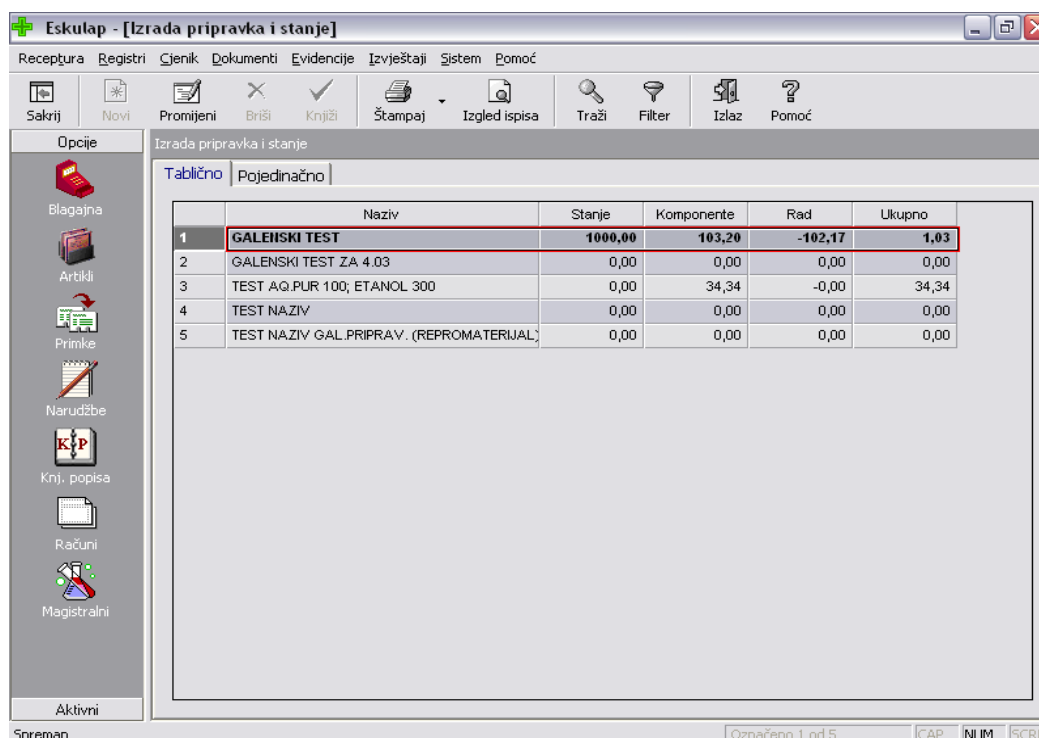 Eskulap - [Izrada pripravka i stanje]
Receptura Registri Cjenik Dokumenti Evidencije Izvještaji Sistem Pomoć
Sakrij Novi Promijeni Briši Knjiži Štampaj Izgled ispisa Traži Filter Izlaz Pomoć
Opcije
Izrada pripravka i stanje
Tablično Pojedinačno
Blagajna
Artikli
Primke
Narudžbe
K P
Knj. popisa
Računi
Magistralni
Naziv Stanje Komponente Rad Ukupno
1 GALENSKI TEST 1000,00 103,20 -102,17 1,03
2 GALENSKI TEST ZA 4.03 0,00 0,00 0,00 0,00
3 TEST AQ.PUR 100; ETANOL 300 0,00 34,34 -0,00 34,34
4 TEST NAZIV 0,00 0,00 0,00 0,00
5 TEST NAZIV GAL.PRIPRAV. (REPROMATERIJAL) 0,00 0,00 0,00 0,00
Aktivni
Spreman Označeno 1 od 5 CAP NUM SCRL